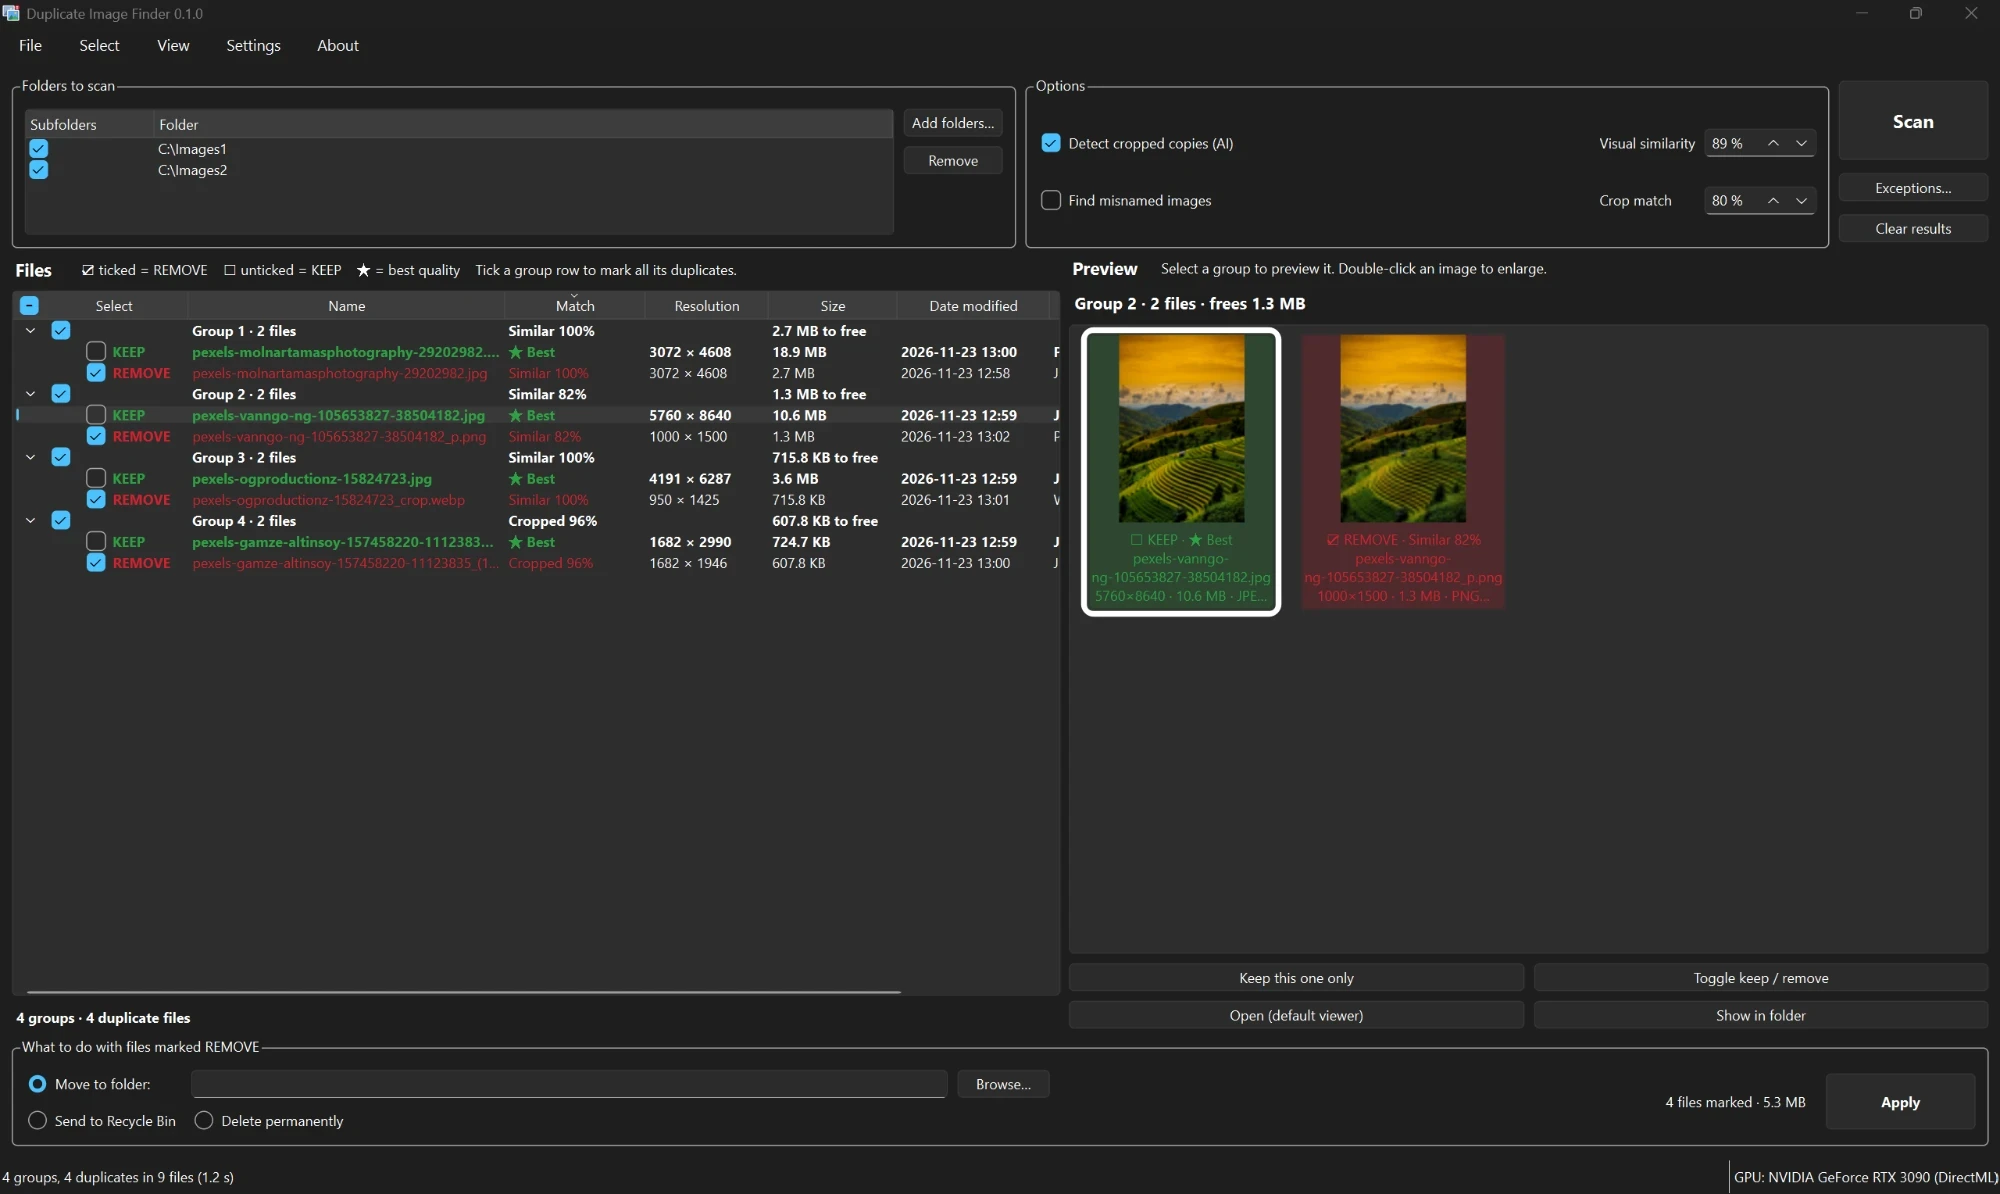 Duplicate Image Finder 0.1.0
File Select View Settings About
Folders to scan
Subfolders Folder
C:\Images1
C:\Images2
Add folders...
Remove
Options
Detect cropped copies (AI)
Visual similarity 89 %
Find misnamed images
Crop match 80 %
Scan
Exceptions...
Clear results
Files ☑ ticked = REMOVE ☐ unticked = KEEP ★ = best quality Tick a group row to mark all its duplicates.
Select Name Match Resolution Size Date modified
Group 1 · 2 files Similar 100% 2.7 MB to free
KEEP pexels-molnartamasphotography-29202982.... ★ Best 3072 × 4608 18.9 MB 2026-11-23 13:00
REMOVE pexels-molnartamasphotography-29202982.jpg Similar 100% 3072 × 4608 2.7 MB 2026-11-23 12:58 J
Group 2 · 2 files Similar 82% 1.3 MB to free
KEEP pexels-vanngo-ng-105653827-38504182.jpg ★ Best 5760 × 8640 10.6 MB 2026-11-23 12:59 J
REMOVE pexels-vanngo-ng-105653827-38504182_p.png Similar 82% 1000 × 1500 1.3 MB 2026-11-23 13:02
Group 3 · 2 files Similar 100% 715.8 KB to free
KEEP pexels-ogproductionz-15824723.jpg ★ Best 4191 × 6287 3.6 MB 2026-11-23 12:59 J
REMOVE pexels-ogproductionz-15824723_crop.webp Similar 100% 950 × 1425 715.8 KB 2026-11-23 13:01
Group 4 · 2 files Cropped 96% 607.8 KB to free
KEEP pexels-gamze-altinsoy-157458220-1112383... ★ Best 1682 × 2990 724.7 KB 2026-11-23 12:59 J
REMOVE pexels-gamze-altinsoy-157458220-11123835_(1... Cropped 96% 1682 × 1946 607.8 KB 2026-11-23 13:00 J
4 groups · 4 duplicate files
Preview Select a group to preview it. Double-click an image to enlarge.
Group 2 · 2 files · frees 1.3 MB
☐ KEEP · ★ Best
pexels-vanngo-
ng-105653827-38504182.jpg
5760×8640 · 10.6 MB · JPE...
☑ REMOVE · Similar 82%
pexels-vanngo-
ng-105653827-38504182_p.png
1000×1500 · 1.3 MB · PNG...
Keep this one only
Toggle keep / remove
Open (default viewer)
Show in folder
What to do with files marked REMOVE
Move to folder:
Browse...
Send to Recycle Bin
Delete permanently
4 files marked · 5.3 MB
Apply
4 groups, 4 duplicates in 9 files (1.2 s)
GPU: NVIDIA GeForce RTX 3090 (DirectML)